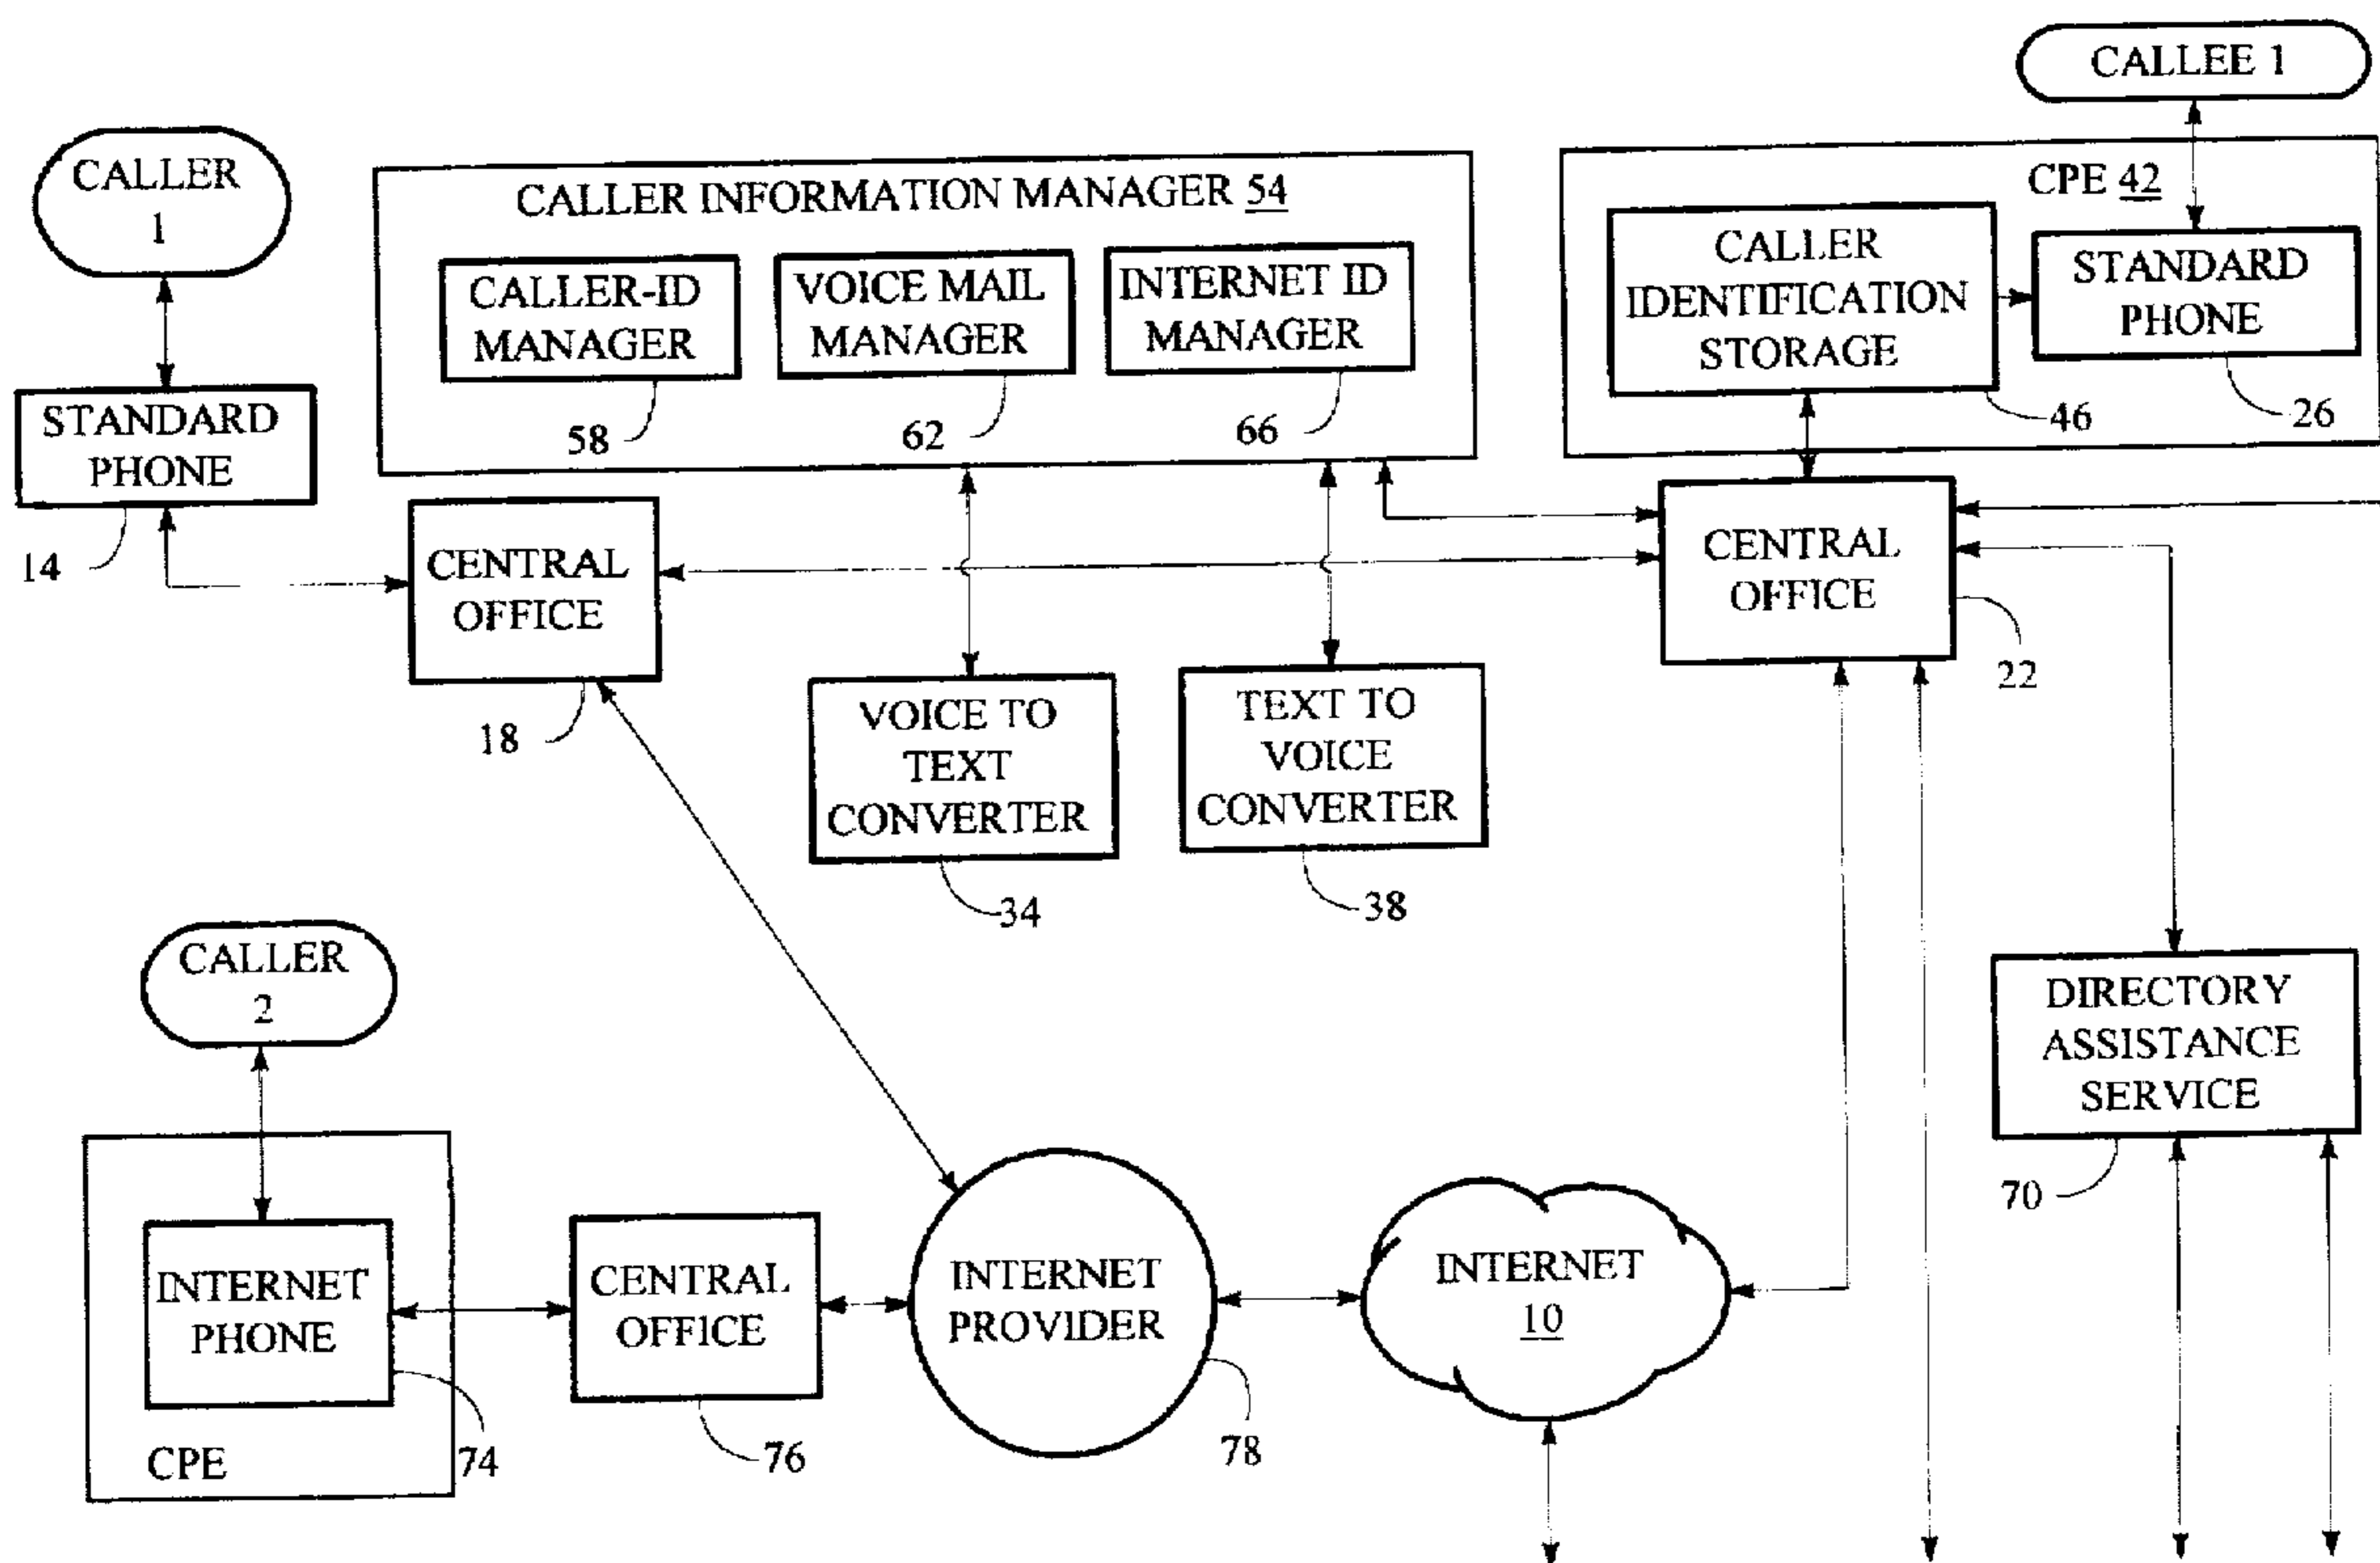 CALLEE 1
CALLER
1
CALLER INFORMATION MANAGER 54
CPE 42
CALLER-ID
MANAGER
VOICE MAIL
MANAGER
INTERNET ID
MANAGER
CALLER
IDENTIFICATION
STORAGE
STANDARD
PHONE
STANDARD
PHONE
58
62
66
46
26
14
CENTRAL
OFFICE
CENTRAL
OFFICE
18
22
VOICE TO
TEXT
CONVERTER
TEXT TO
VOICE
CONVERTER
34
38
CALLER
2
DIRECTORY
ASSISTANCE
SERVICE
70
INTERNET
PHONE
CENTRAL
OFFICE
INTERNET
PROVIDER
INTERNET
10
CPE
74
76
78